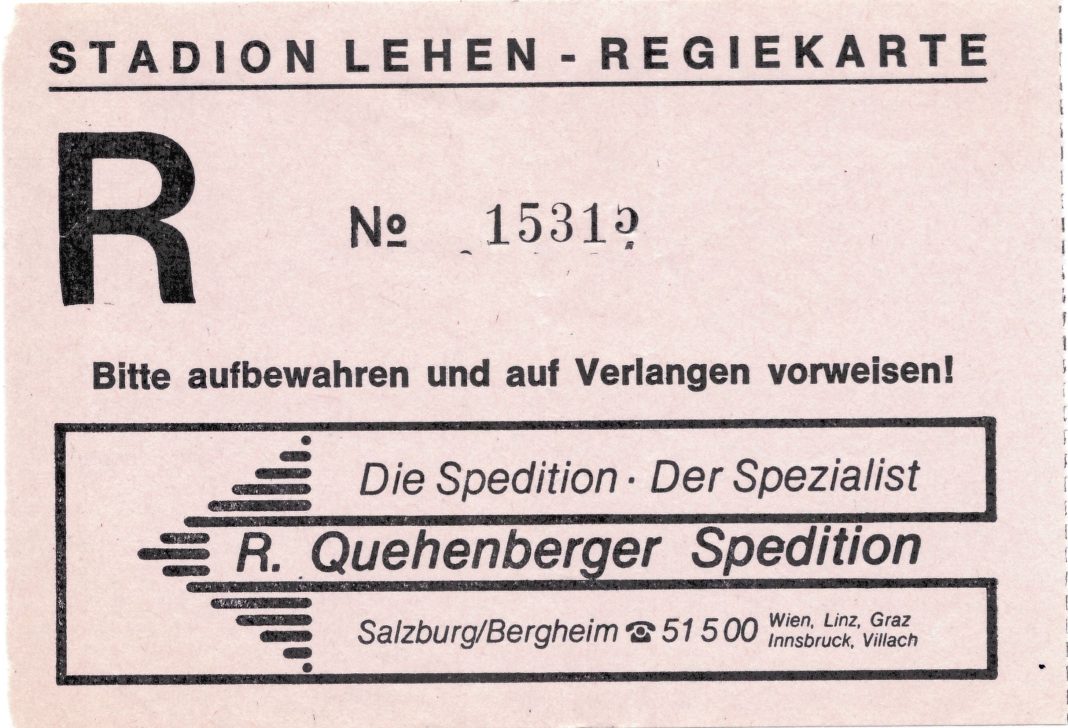 STADION LEHEN - REGIEKARTE
R
Nº
Bitte aufbewahren und auf Verlangen vorweisen!
Die Spedition · Der Spezialist
R. Quehenberger Spedition
Salzburg/Bergheim ☎ 51 5 00 Wien, Linz, Graz
Innsbruck, Villach